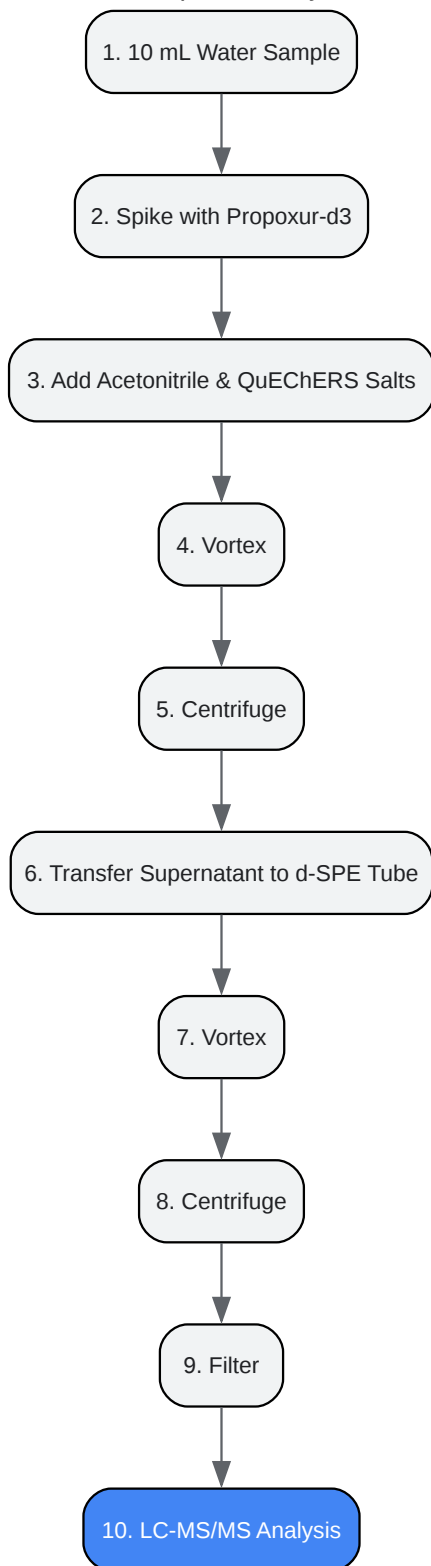 1. 10 mL Water Sample
2. Spike with Propoxur-d3
3. Add Acetonitrile & QuEChERS Salts
4. Vortex
5. Centrifuge
6. Transfer Supernatant to d-SPE Tube
7. Vortex
8. Centrifuge
9. Filter
10. LC-MS/MS Analysis